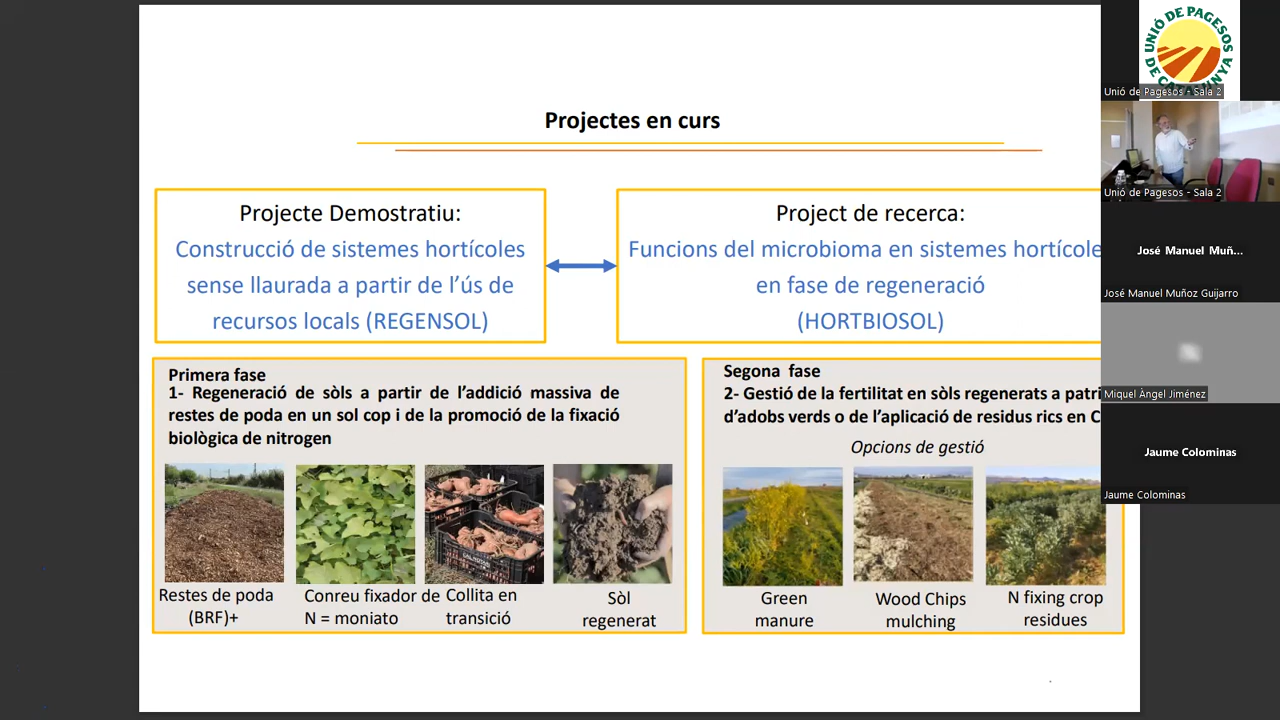 Projectes en curs
Projecte Demostratiu:
Construcció de sistemes hortícoles
sense llaurada a partir de l’ús de
recursos locals (REGENSOL)
Project de recerca:
Funcions del microbioma en sistemes hortícole
en fase de regeneració
(HORTBIOSOL)
Primera fase
1- Regeneració de sòls a partir de l’addició massiva de
restes de poda en un sol cop i de la promoció de la fixació
biològica de nitrogen
Restes de poda
(BRF)+
Conreu fixador de
N = moniato
Collita en
transició
Sòl
regenerat
Segona fase
2- Gestió de la fertilitat en sòls regenerats a patri
d’adobs verds o de l’aplicació de residus rics en C
Opcions de gestió
Green
manure
Wood Chips
mulching
N fixing crop
residues
UNIÓ DE PAGESOS
DE CATALUNYA
Unió de Pagesos - Sala 2
Unió de Pagesos - Sala 2
José Manuel Muñ...
José Manuel Muñoz Guijarro
Miquel Àngel Jiménez
Jaume Colominas
Jaume Colominas